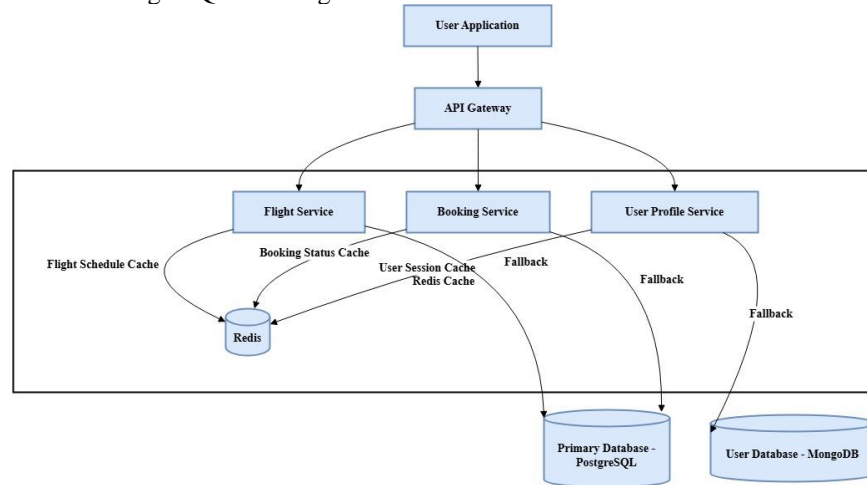 User Application
API Gateway
Flight Service
Booking Service
User Profile Service
Flight Schedule Cache
Booking Status Cache
User Session Cache
Redis Cache
Fallback
Fallback
Fallback
Redis
Primary Database -
PostgreSQL
User Database - MongoDB